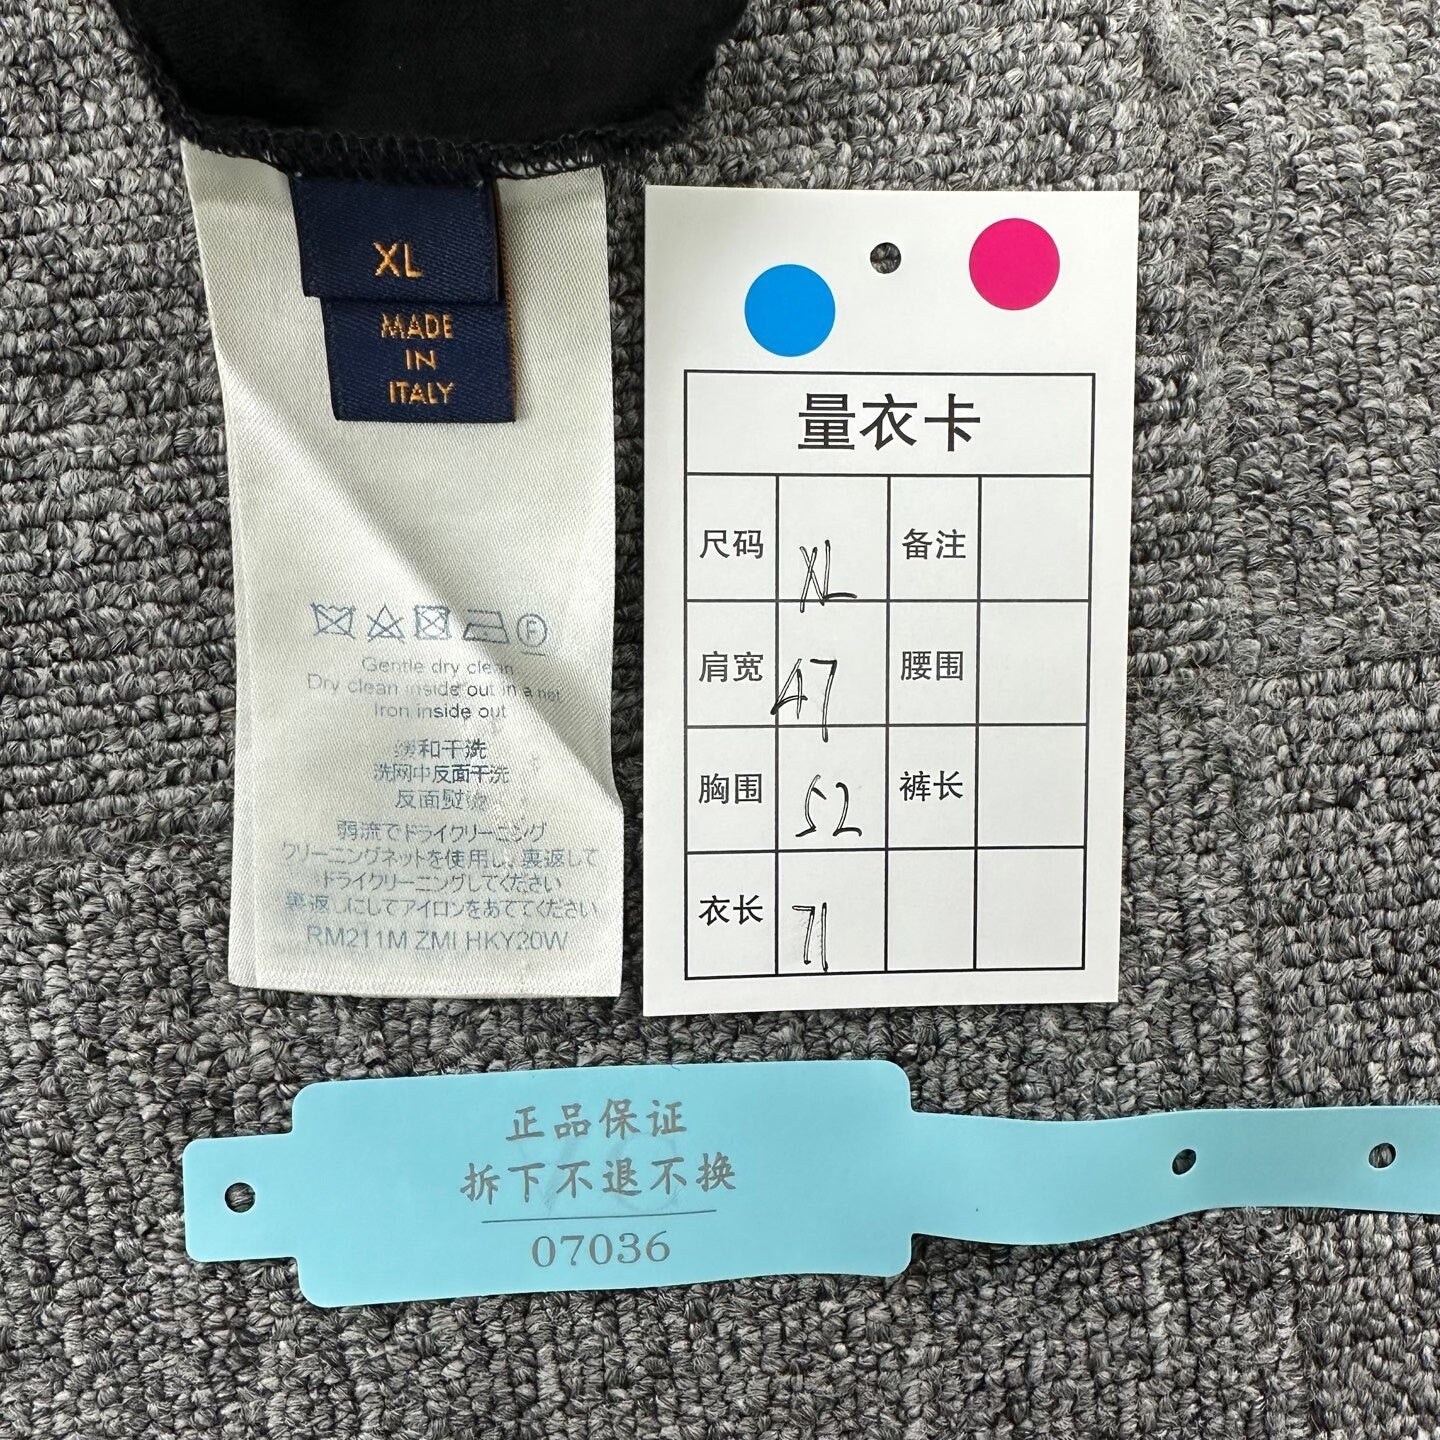 XL
MADE
IN
ITALY
F
Gentle dry clean
Dry clean inside out in a net
Iron inside out
缓和干洗
洗网中反面干洗
反面熨烫
弱流でドライクリーニング
クリーニングネットを使用し、裏返して
ドライクリーニングしてください
裏返しにしてアイロンをあててください
RM211M ZMI HKY20W
量衣卡
尺码 XL 备注
肩宽 47 腰围
胸围 52 裤长
衣长 71
正品保证
拆下不退不换
07036